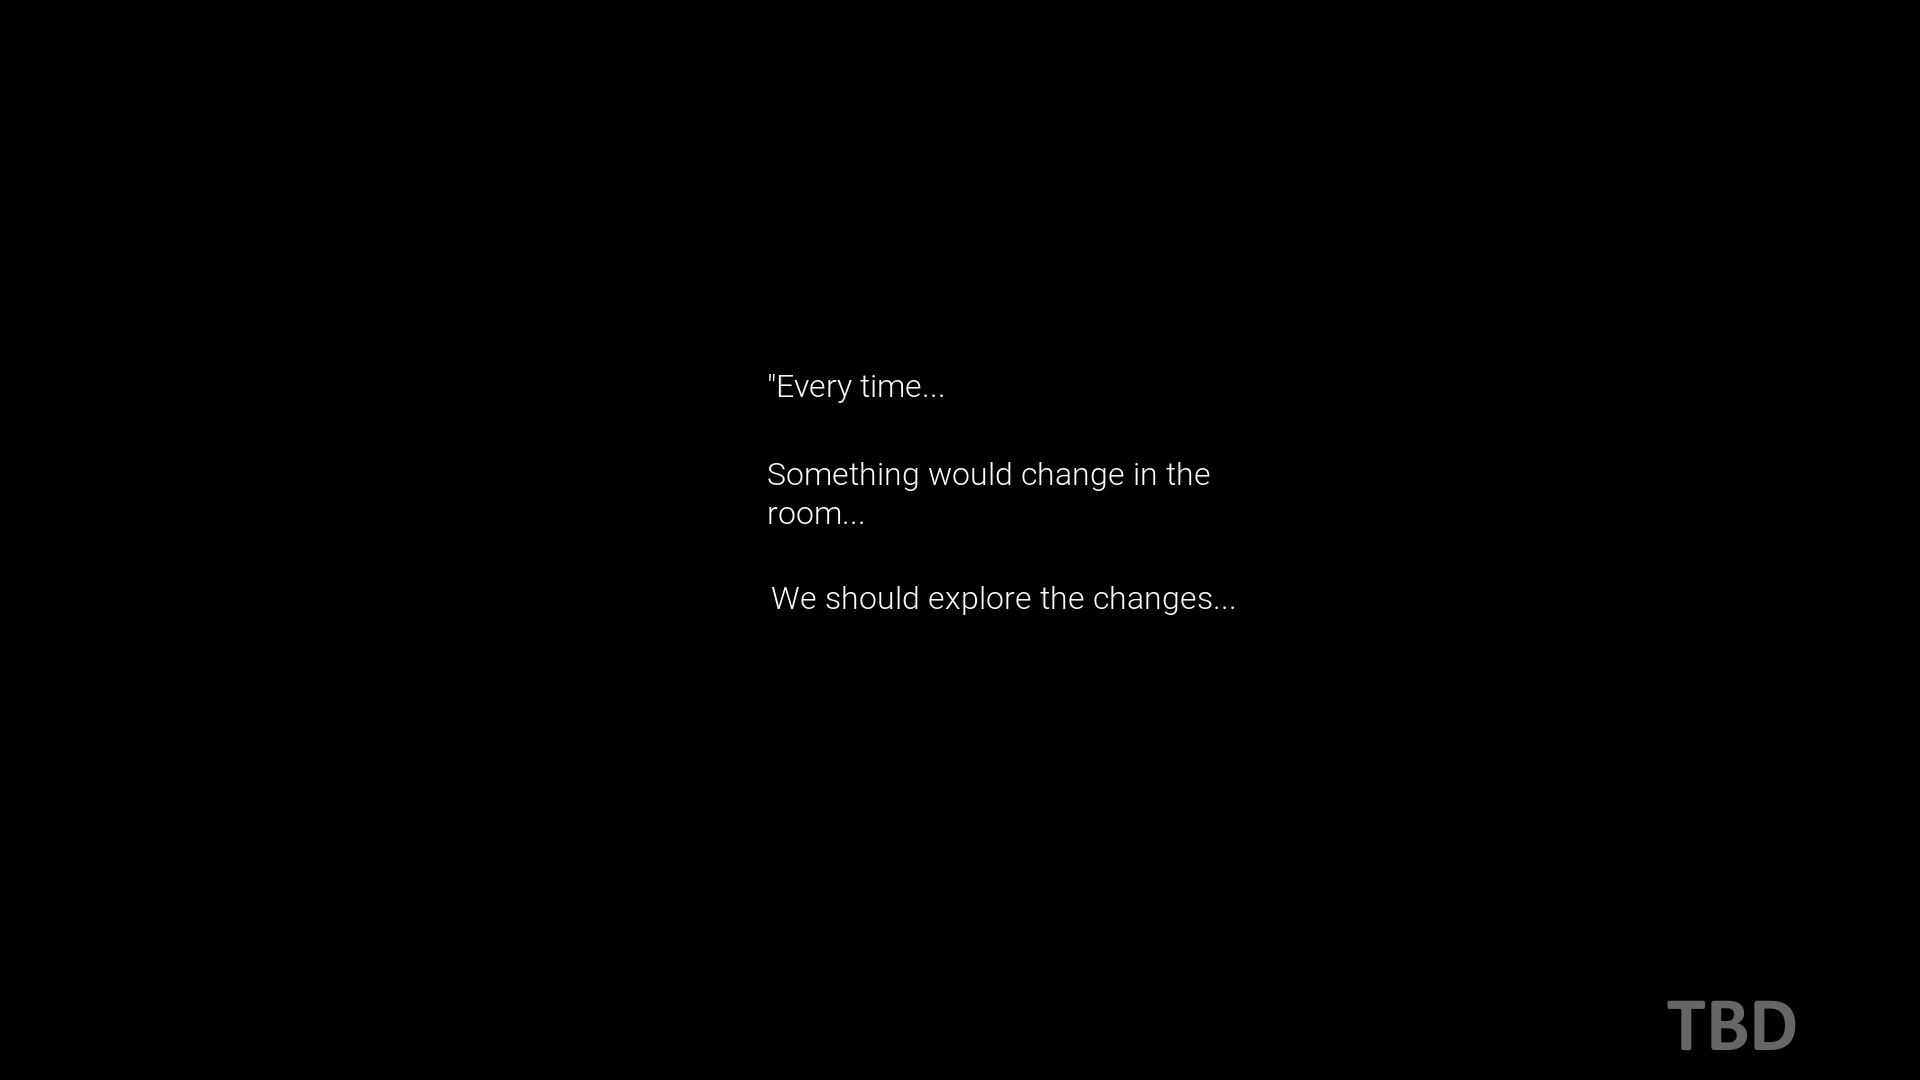 "Every time...
Something would change in the
room...
We should explore the changes...
TBD